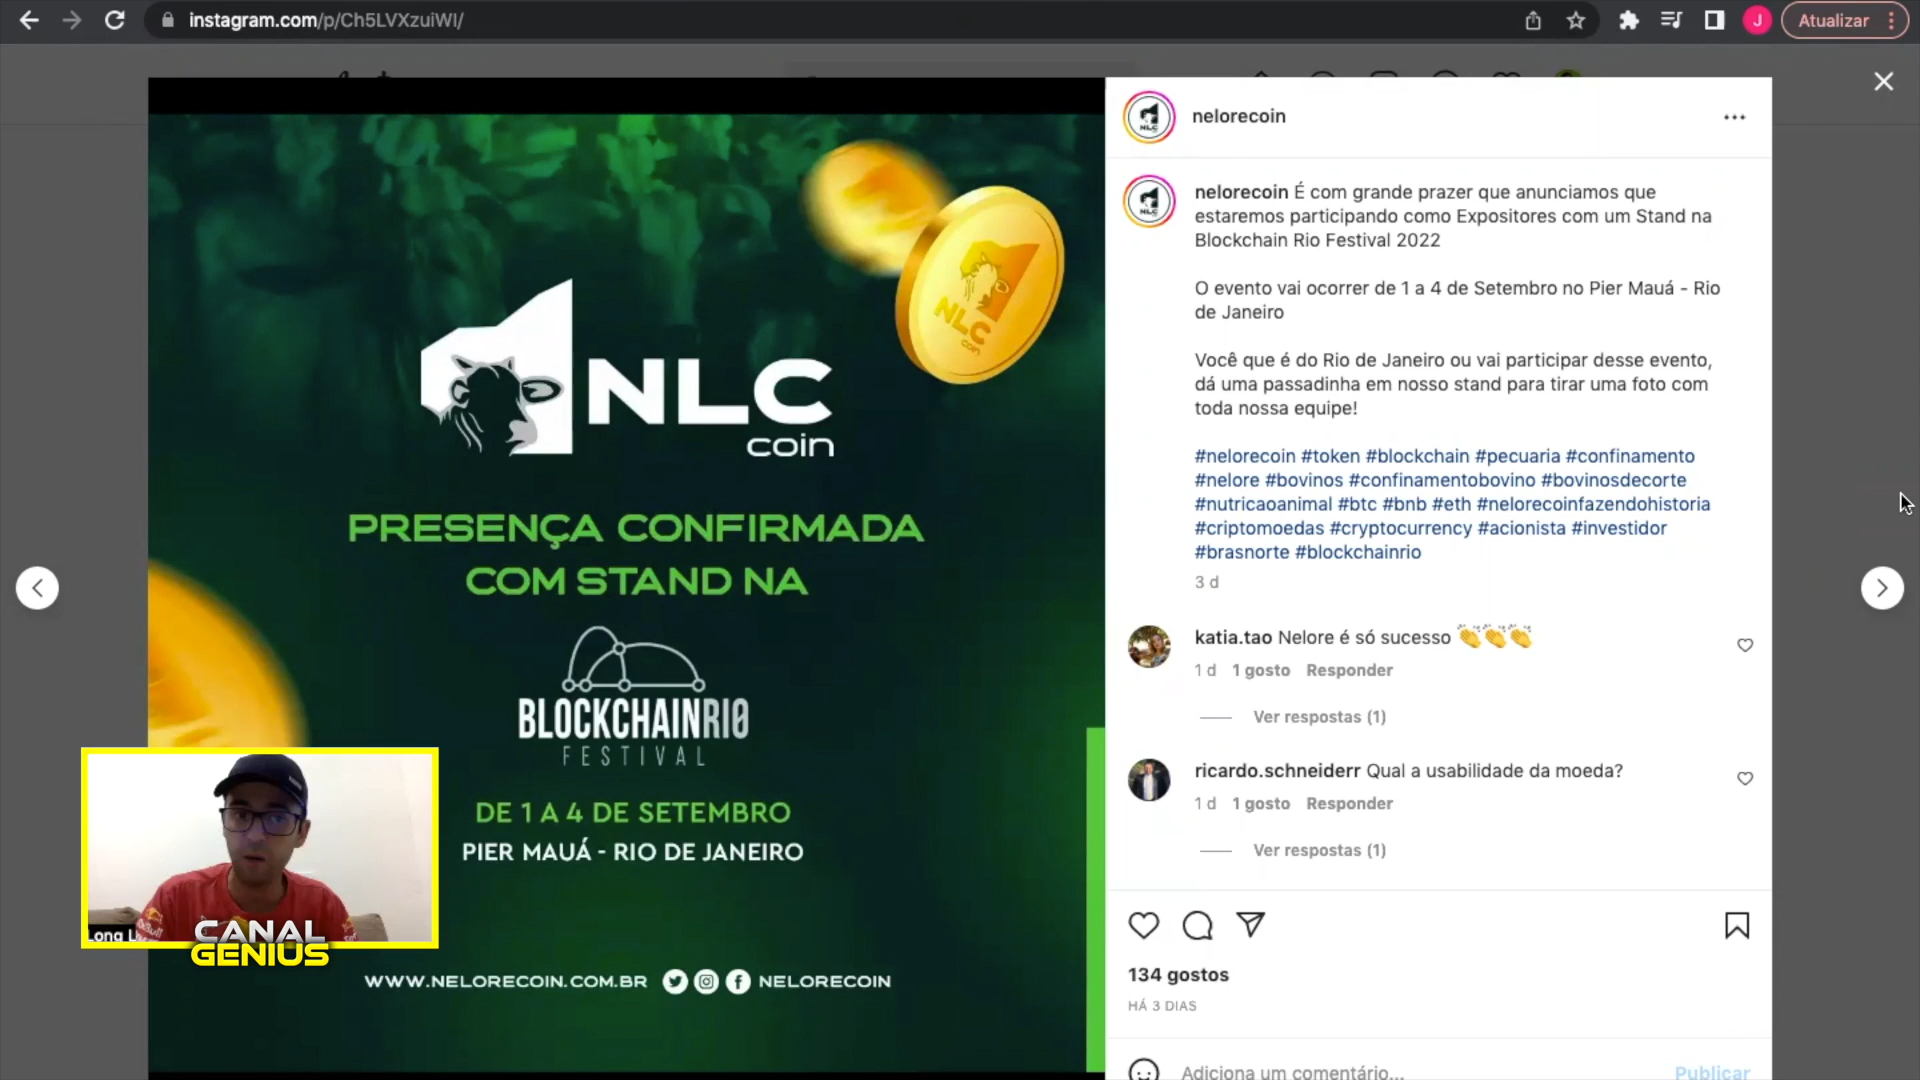 instagram.com/p/Ch5LVXzuiWI/
J
Atualizar
nelorecoin
nelorecoin É com grande prazer que anunciamos que
estaremos participando como Expositores com um Stand na
Blockchain Rio Festival 2022
O evento vai ocorrer de 1 a 4 de Setembro no Pier Mauá - Rio
de Janeiro
Você que é do Rio de Janeiro ou vai participar desse evento,
dá uma passadinha em nosso stand para tirar uma foto com
toda nossa equipe!
#nelorecoin #token #blockchain #pecuaria #confinamento
#nelore #bovinos #confinamentobovino #bovinosdecorte
#nutricaoanimal #btc #bnb #eth #nelorecoinfazendohistoria
#criptomoedas #cryptocurrency #acionista #investidor
#brasnorte #blockchainrio
3 d
katia.tao Nelore é só sucesso 👏👏👏
1 d 1 gosto Responder
Ver respostas (1)
ricardo.schneiderr Qual a usabilidade da moeda?
1 d 1 gosto Responder
Ver respostas (1)
134 gostos
HÁ 3 DIAS
Adiciona um comentário...
Publicar
NLC
coin
NLC
coin
PRESENÇA CONFIRMADA
COM STAND NA
BLOCKCHAINRIO
FESTIVAL
DE 1 A 4 DE SETEMBRO
PIER MAUÁ - RIO DE JANEIRO
WWW.NELORECOIN.COM.BR NELORECOIN
Long
CANAL
GENIUS